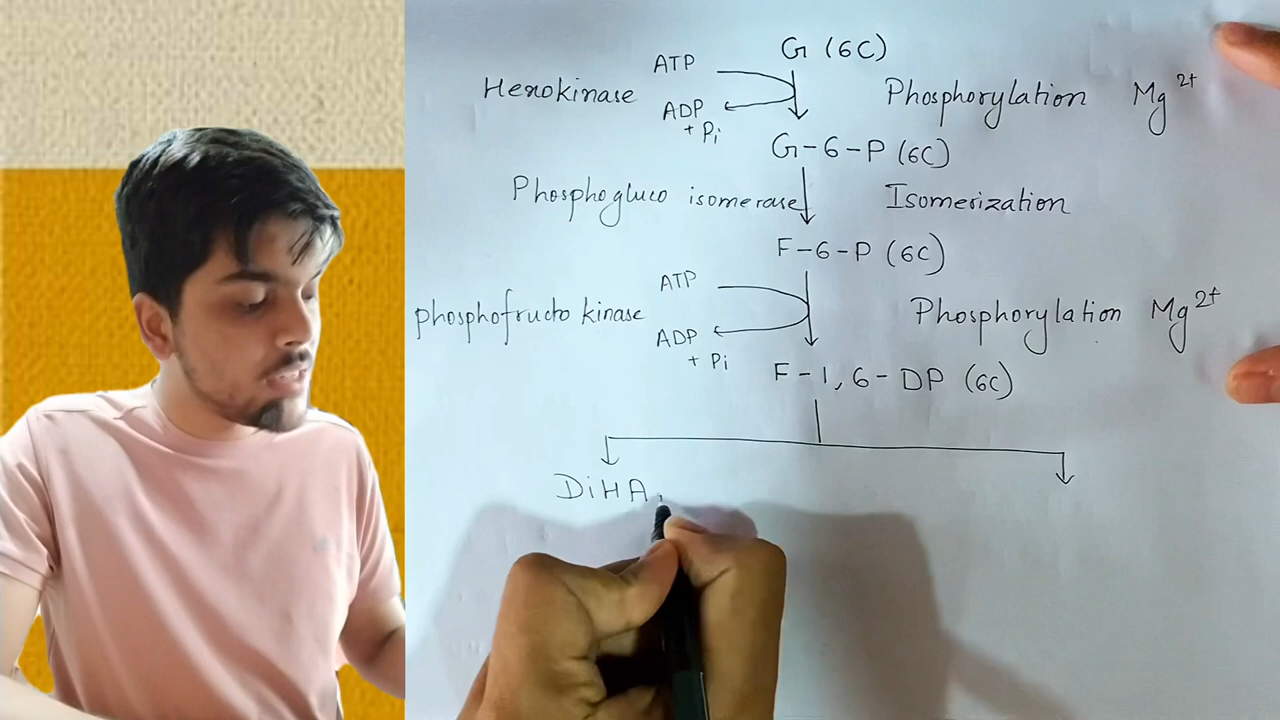 G (6C)
ATP
Hexokinase
ADP
+ Pi
Phosphorylation Mg2+
G-6-P (6C)
Phosphogluco isomerase
Isomerization
F-6-P (6C)
ATP
phosphofructo kinase
ADP
+ Pi
Phosphorylation Mg2+
F-1,6-DP (6C)
DiHA